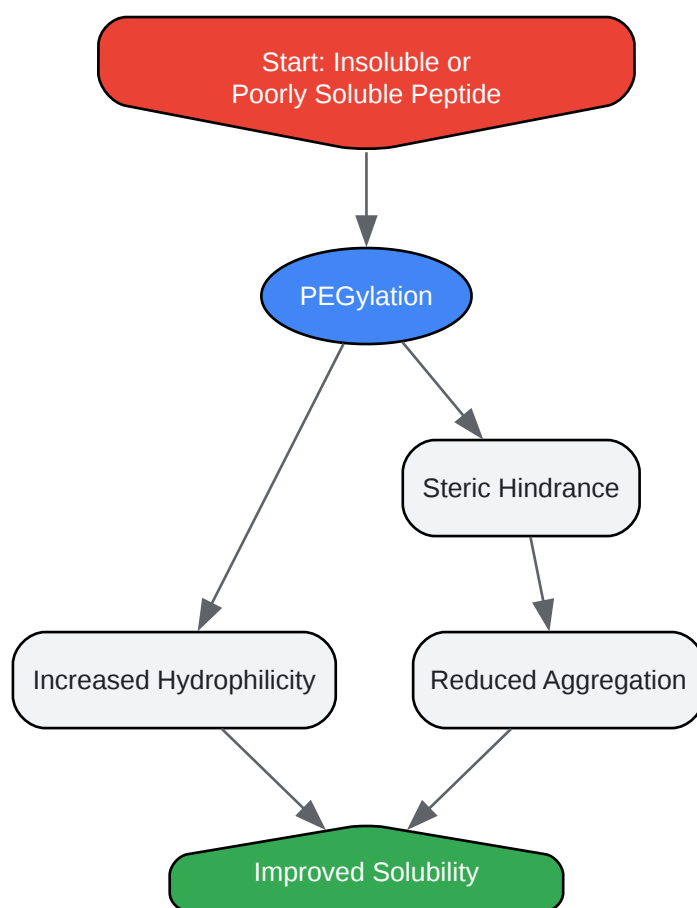 Start: Insoluble or
Poorly Soluble Peptide
PEGylation
Steric Hindrance
Increased Hydrophilicity
Reduced Aggregation
Improved Solubility